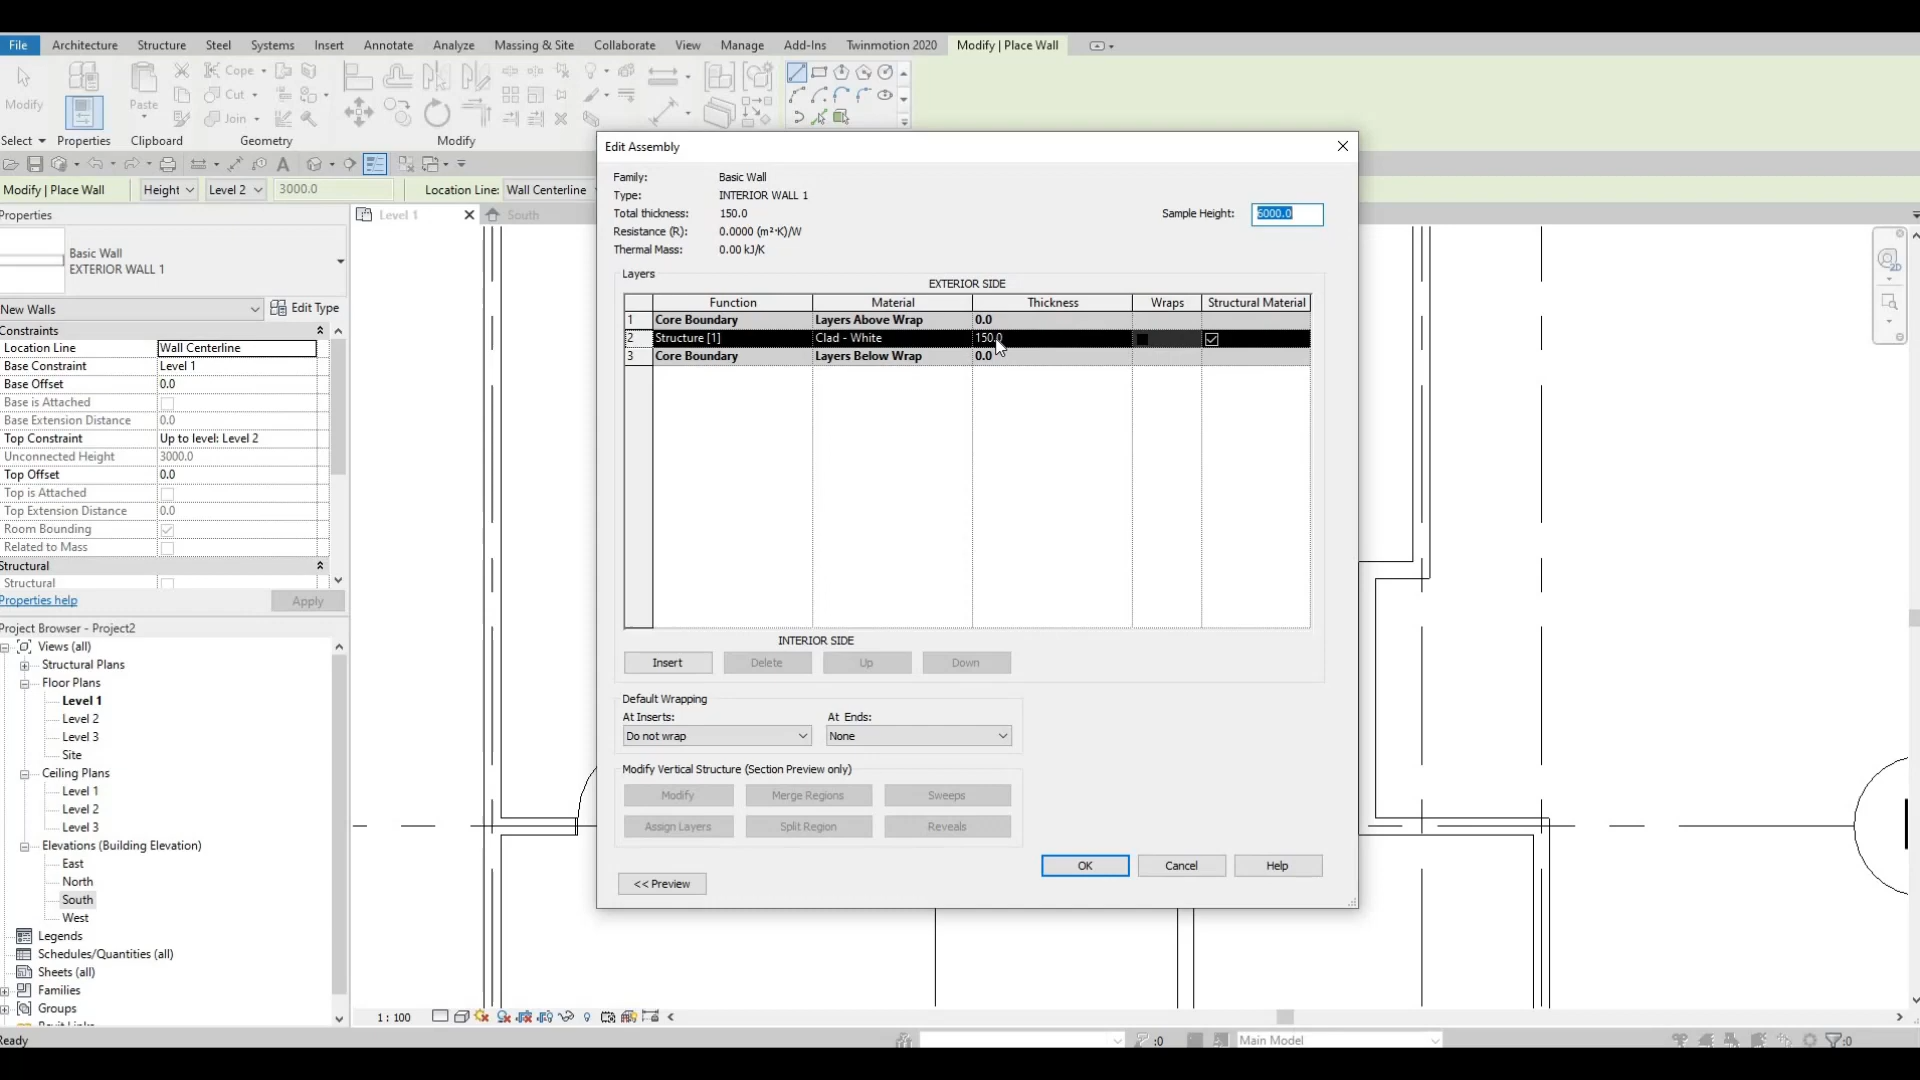 File Architecture Structure Steel Systems Insert Annotate Analyze Massing & Site Collaborate View Manage Add-Ins Twinmotion 2020 Modify | Place Wall
Cope
Cut
Modify Paste
Join
Select Properties Clipboard Geometry Modify
Modify | Place Wall Height Level 2 3000.0 Location Line: Wall Centerline
Properties
Level 1 South
Basic Wall
EXTERIOR WALL 1
New Walls Edit Type
Constraints
Location Line Wall Centerline
Base Constraint Level 1
Base Offset 0.0
Base is Attached
Base Extension Distance 0.0
Top Constraint Up to level: Level 2
Unconnected Height 3000.0
Top Offset 0.0
Top is Attached
Top Extension Distance 0.0
Room Bounding
Related to Mass
Structural
Structural
Properties help Apply
Project Browser - Project2
Views (all)
Structural Plans
Floor Plans
Level 1
Level 2
Level 3
Site
Ceiling Plans
Level 1
Level 2
Level 3
Elevations (Building Elevation)
East
North
South
West
Legends
Schedules/Quantities (all)
Sheets (all)
Families
Groups
Edit Assembly
Family: Basic Wall
Type: INTERIOR WALL 1
Total thickness: 150.0 Sample Height: 6000.0
Resistance (R): 0.0000 (m²·K)/W
Thermal Mass: 0.00 kJ/K
Layers
EXTERIOR SIDE
Function Material Thickness Wraps Structural Material
1 Core Boundary Layers Above Wrap 0.0
2 Structure [1] Clad - White 150.0
3 Core Boundary Layers Below Wrap 0.0
INTERIOR SIDE
Insert Delete Up Down
Default Wrapping
At Inserts: At Ends:
Do not wrap None
Modify Vertical Structure (Section Preview only)
Modify Merge Regions Sweeps
Assign Layers Split Region Reveals
OK Cancel Help
<< Preview
1 : 100
Ready :0 Main Model :0